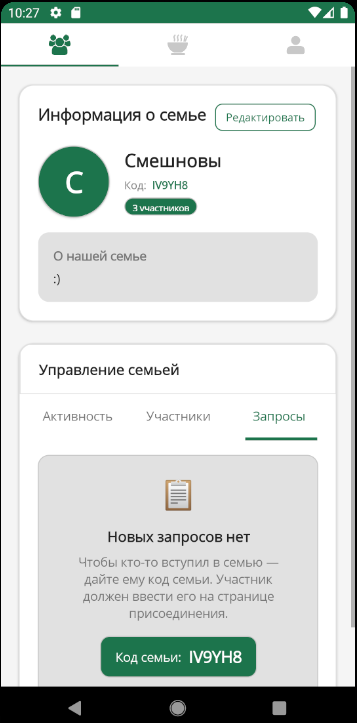 10:27
Информация о семье
Редактировать
С
Смешновы
Код: IV9YH8
3 участников
О нашей семье
:)
Управление семьей
Активность Участники Запросы
Новых запросов нет
Чтобы кто-то вступил в семью —
дайте ему код семьи. Участник
должен ввести его на странице
присоединения.
Код семьи: IV9YH8